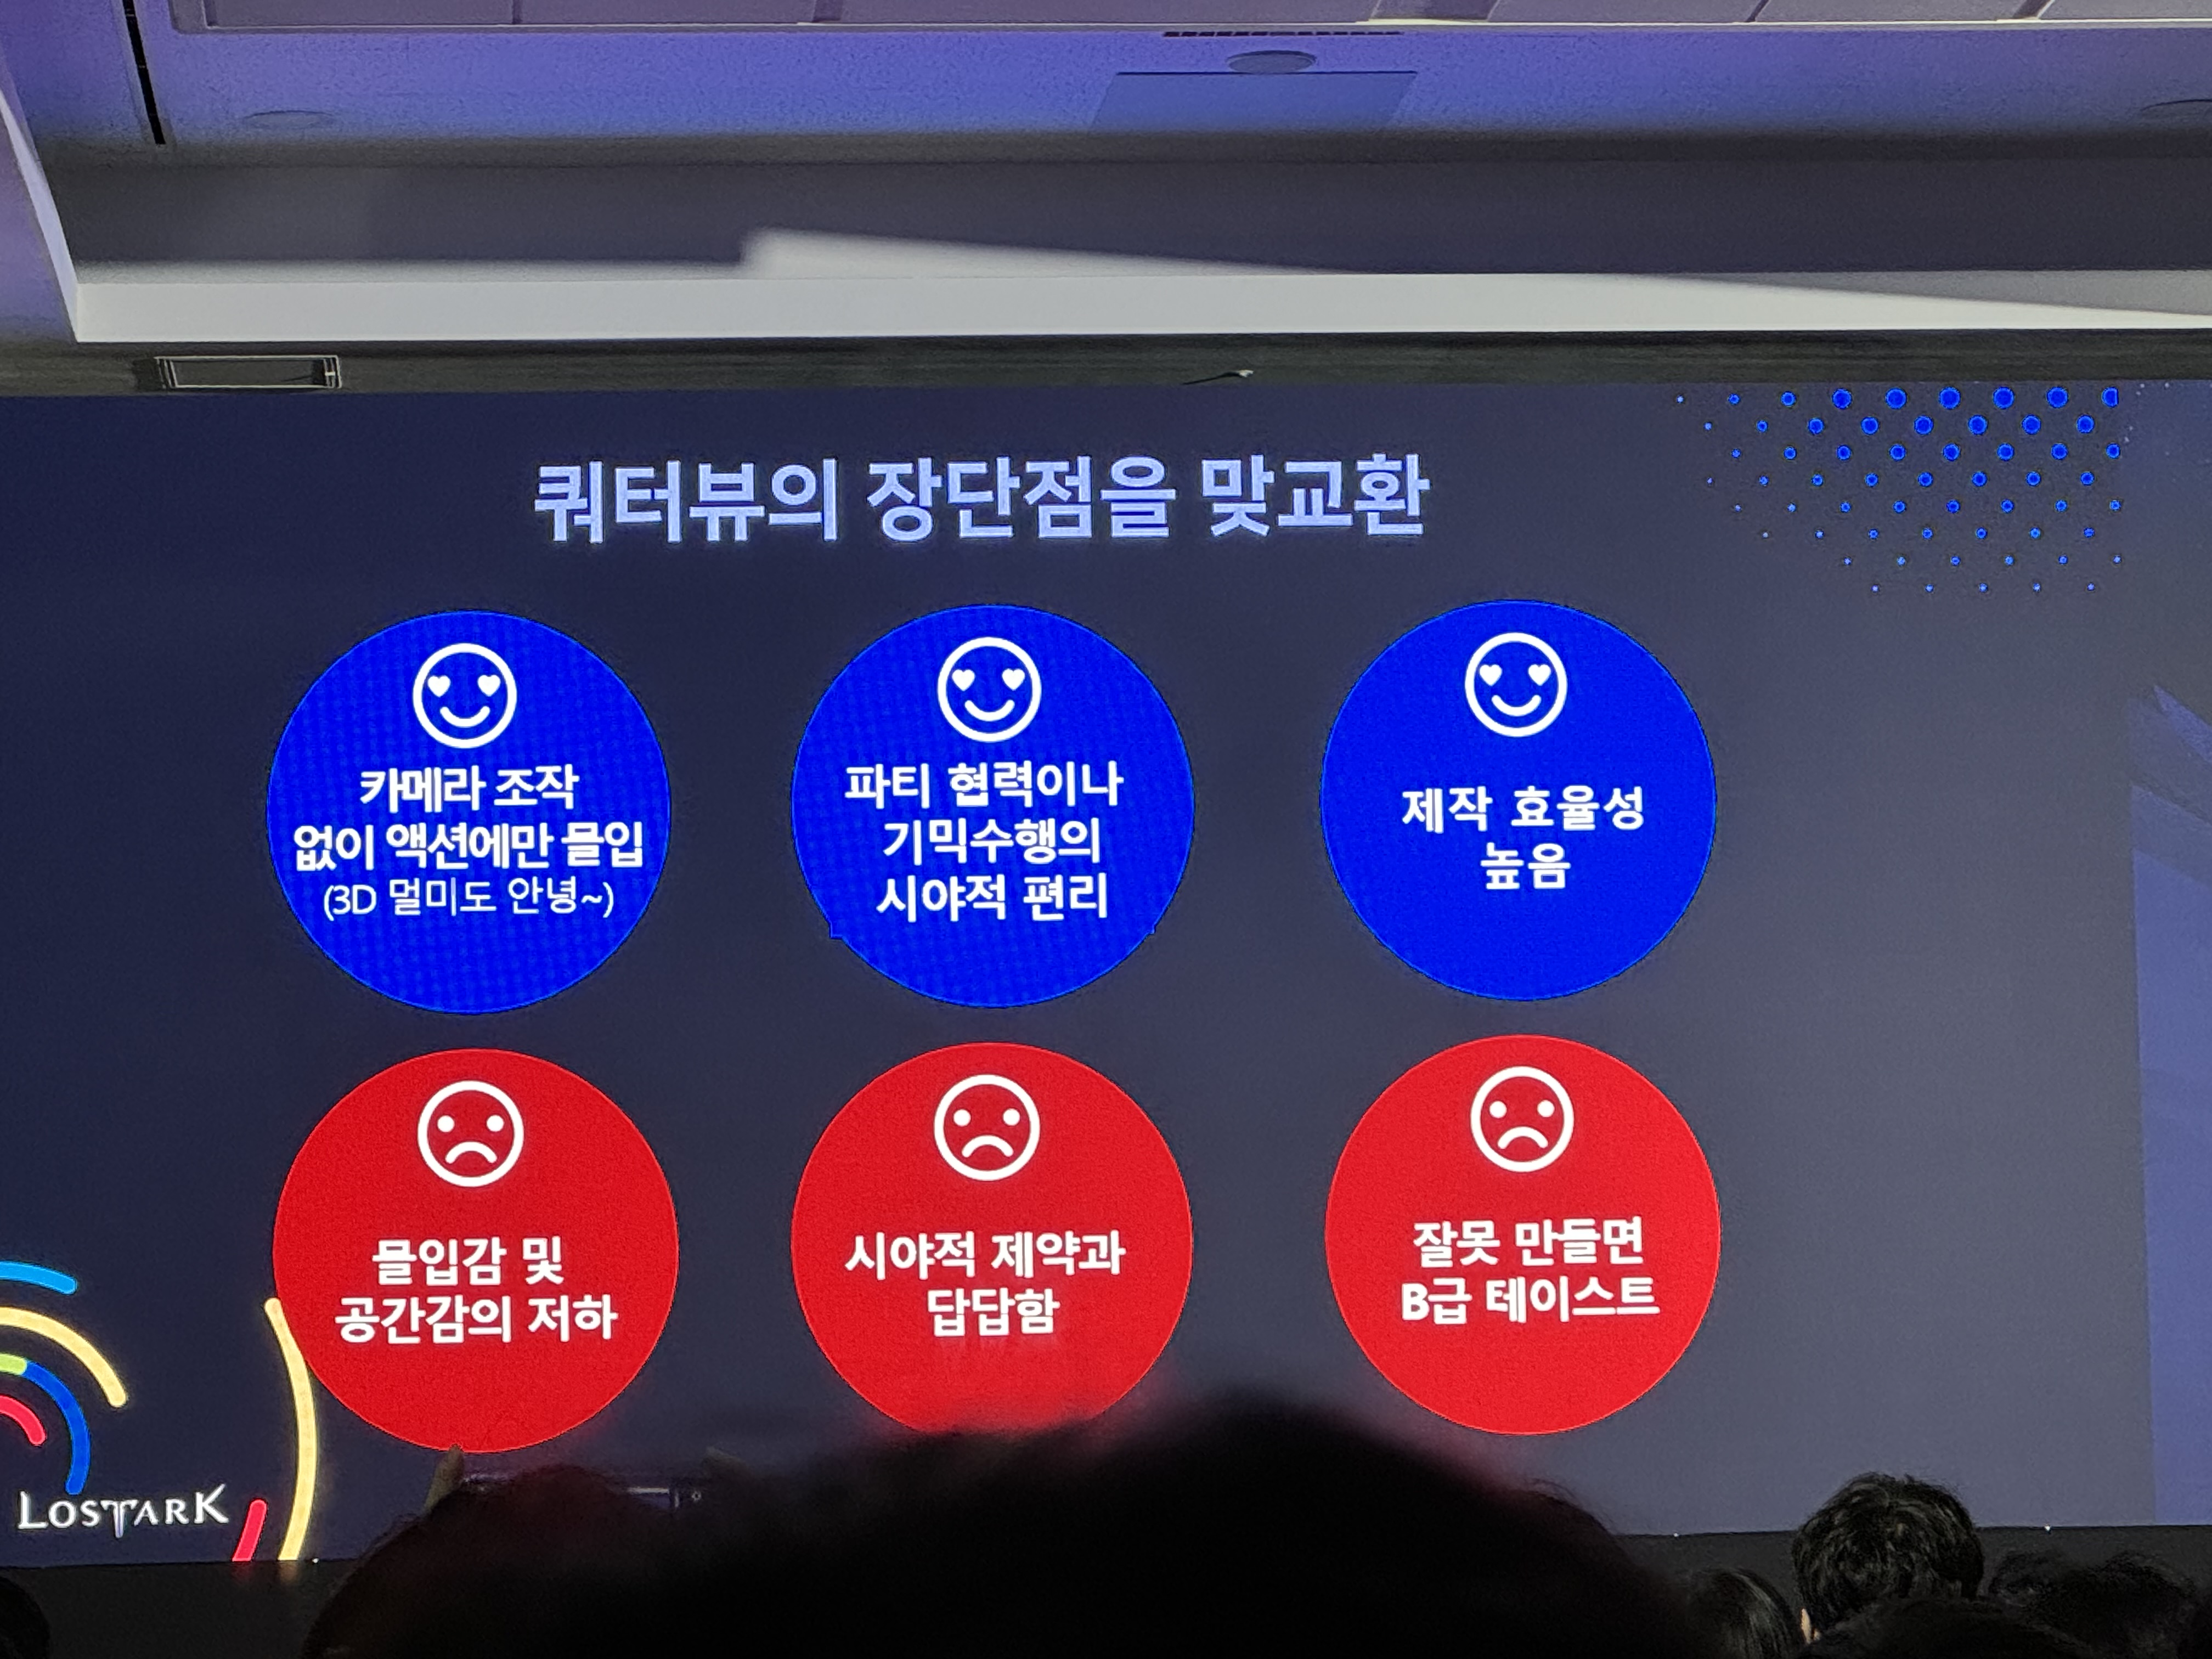 쿼터뷰의 장단점을 맞교환
카메라 조작
없이 액션에만 몰입
(3D 멀미도 안녕~)
파티 협력이나
기믹수행의
시야적 편리
제작 효율성
높음
몰입감 및
공간감의 저하
시야적 제약과
답답함
잘못 만들면
B급 테이스트
LOSTARK